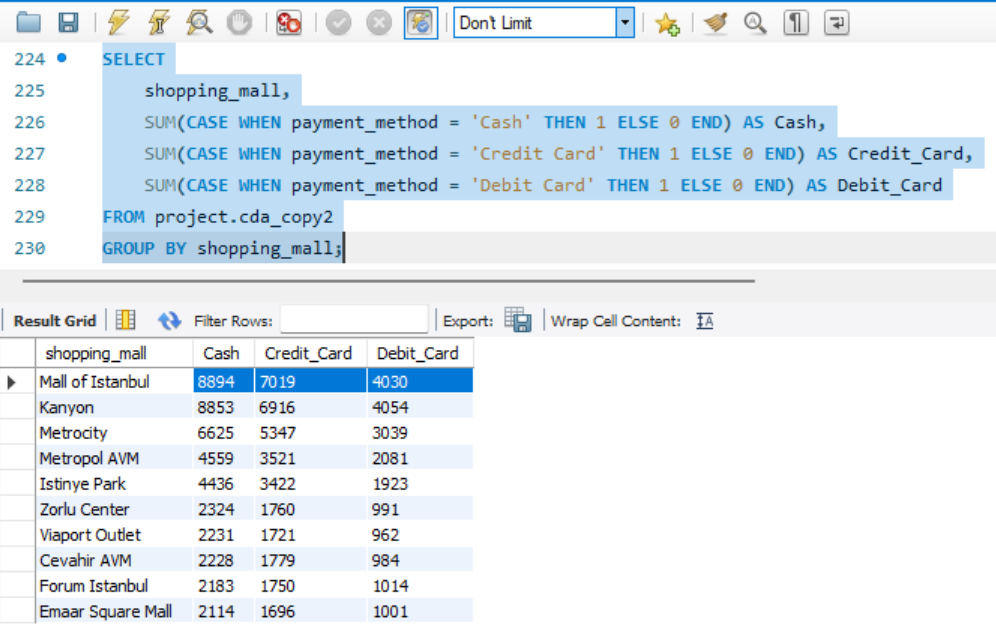 Don't Limit
224 SELECT
225 shopping_mall,
226 SUM(CASE WHEN payment_method = 'Cash' THEN 1 ELSE 0 END) AS Cash,
227 SUM(CASE WHEN payment_method = 'Credit Card' THEN 1 ELSE 0 END) AS Credit_Card,
228 SUM(CASE WHEN payment_method = 'Debit Card' THEN 1 ELSE 0 END) AS Debit_Card
229 FROM project.cda_copy2
230 GROUP BY shopping_mall;
Result Grid Filter Rows: Export: Wrap Cell Content: IA
shopping_mall Cash Credit_Card Debit_Card
Mall of Istanbul 8894 7019 4030
Kanyon 8853 6916 4054
Metrocity 6625 5347 3039
Metropol AVM 4559 3521 2081
Istinye Park 4436 3422 1923
Zorlu Center 2324 1760 991
Viaport Outlet 2231 1721 962
Cevahir AVM 2228 1779 984
Forum Istanbul 2183 1750 1014
Emaar Square Mall 2114 1696 1001